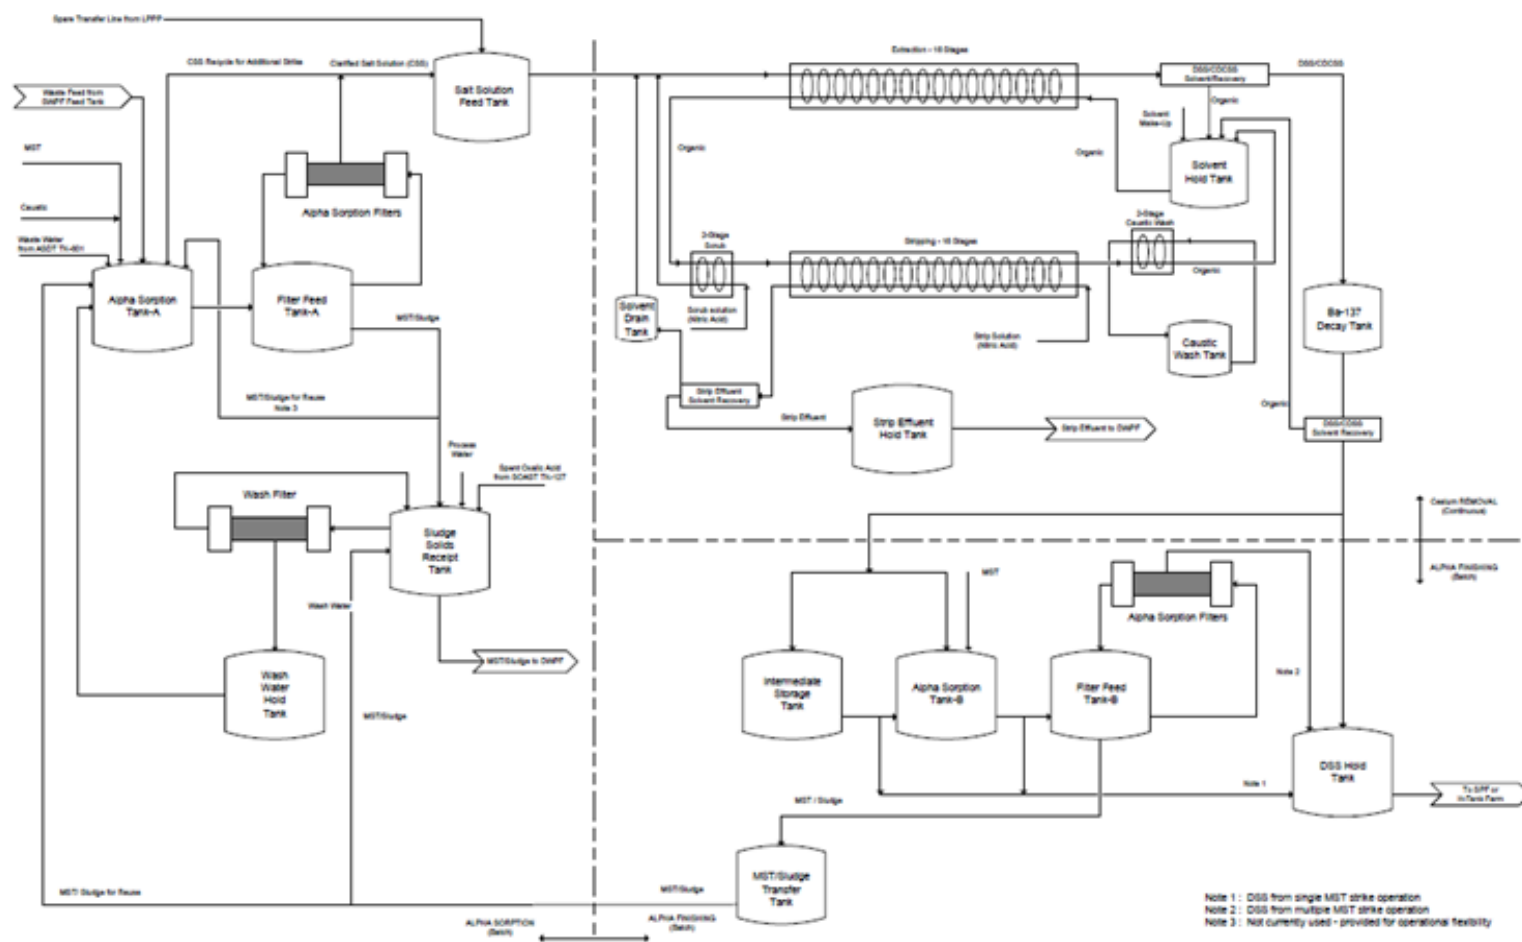 Spare Transfer Line from LPPP
CSS Recycle for Additional Strike
Clarified Salt Solution (CSS)
Salt Solution
Feed Tank
Waste Feed from
SWPF Feed Tank
MST
Caustic
Waste Water
from ASDT TK-601
Alpha Sorption Filters
Alpha Sorption
Tank-A
Filter Feed
Tank-A
MST/Sludge
MST/Sludge for Reuse
Note 3
Process
Water
Spent Oxalic Acid
from SOAST TK-127
Wash Filter
Sludge
Solids
Receipt
Tank
Wash Water
MST/Sludge to DWPF
Wash
Water
Hold
Tank
MST/Sludge
MST/ Sludge for Reuse
Extraction - 16 Stages
DSS/CDCSS
Solvent/Recovery
DSS/CDCSS
Organic
Solvent
Make-Up
Organic
Organic
Solvent
Hold Tank
2-Stage
Scrub
Stripping - 16 Stages
2-Stage
Caustic Wash
Organic
Solvent
Drain
Tank
Scrub solution
(Nitric Acid)
Strip Solution
(Nitric Acid)
Caustic
Wash Tank
Ba-137
Decay Tank
Strip Effluent
Solvent Recovery
Strip Effluent
Strip Effluent
Hold Tank
Strip Effluent to DWPF
Organic
Solvent Recovery
Cesium REMOVAL
(Continuous)
ALPHA FINISHING
(Batch)
MST
Alpha Sorption Filters
Intermediate
Storage
Tank
Alpha Sorption
Tank-B
Filter Feed
Tank-B
Note 2
DSS Hold
Tank
Note 1
To SPF or
MST / Sludge
MST/Sludge
Transfer
Tank
MST/Sludge
ALPHA SORPTION
(Batch)
ALPHA FINISHING
(Batch)
Note 1 : DSS from single MST strike operation
Note 2 : DSS from multiple MST strike operation
Note 3 : Not currently used - provided for operational flexibility